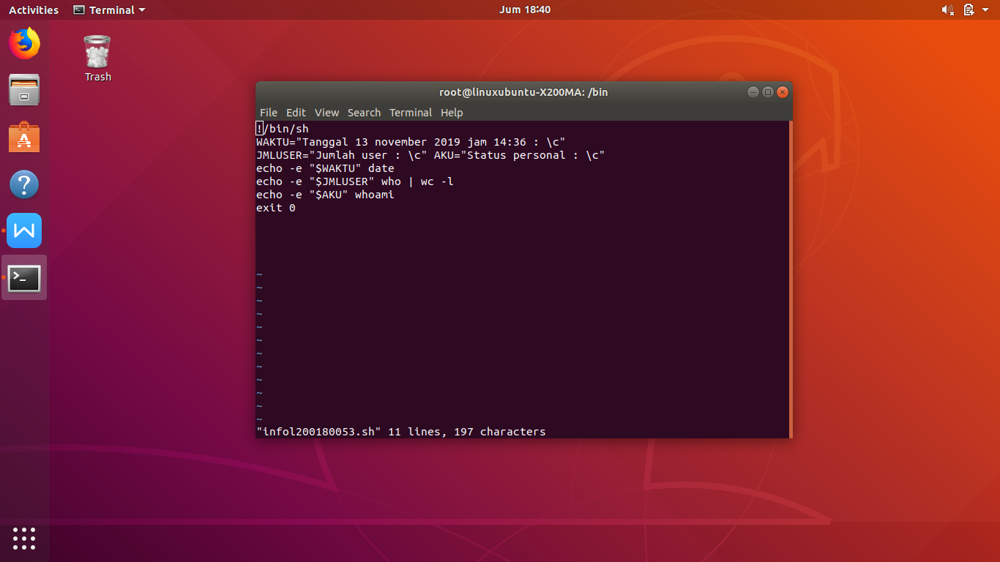 Activities Terminal Jum 18:40
Trash
root@linuxubuntu-X200MA: /bin
File Edit View Search Terminal Help
!/bin/sh
WAKTU="Tanggal 13 november 2019 jam 14:36 : \c"
JMLUSER="Jumlah user : \c" AKU="Status personal : \c"
echo -e "$WAKTU" date
echo -e "$JMLUSER" who | wc -l
echo -e "$AKU" whoami
exit 0
~
~
~
~
~
~
~
~
~
~
~
~
"infol200180053.sh" 11 lines, 197 characters